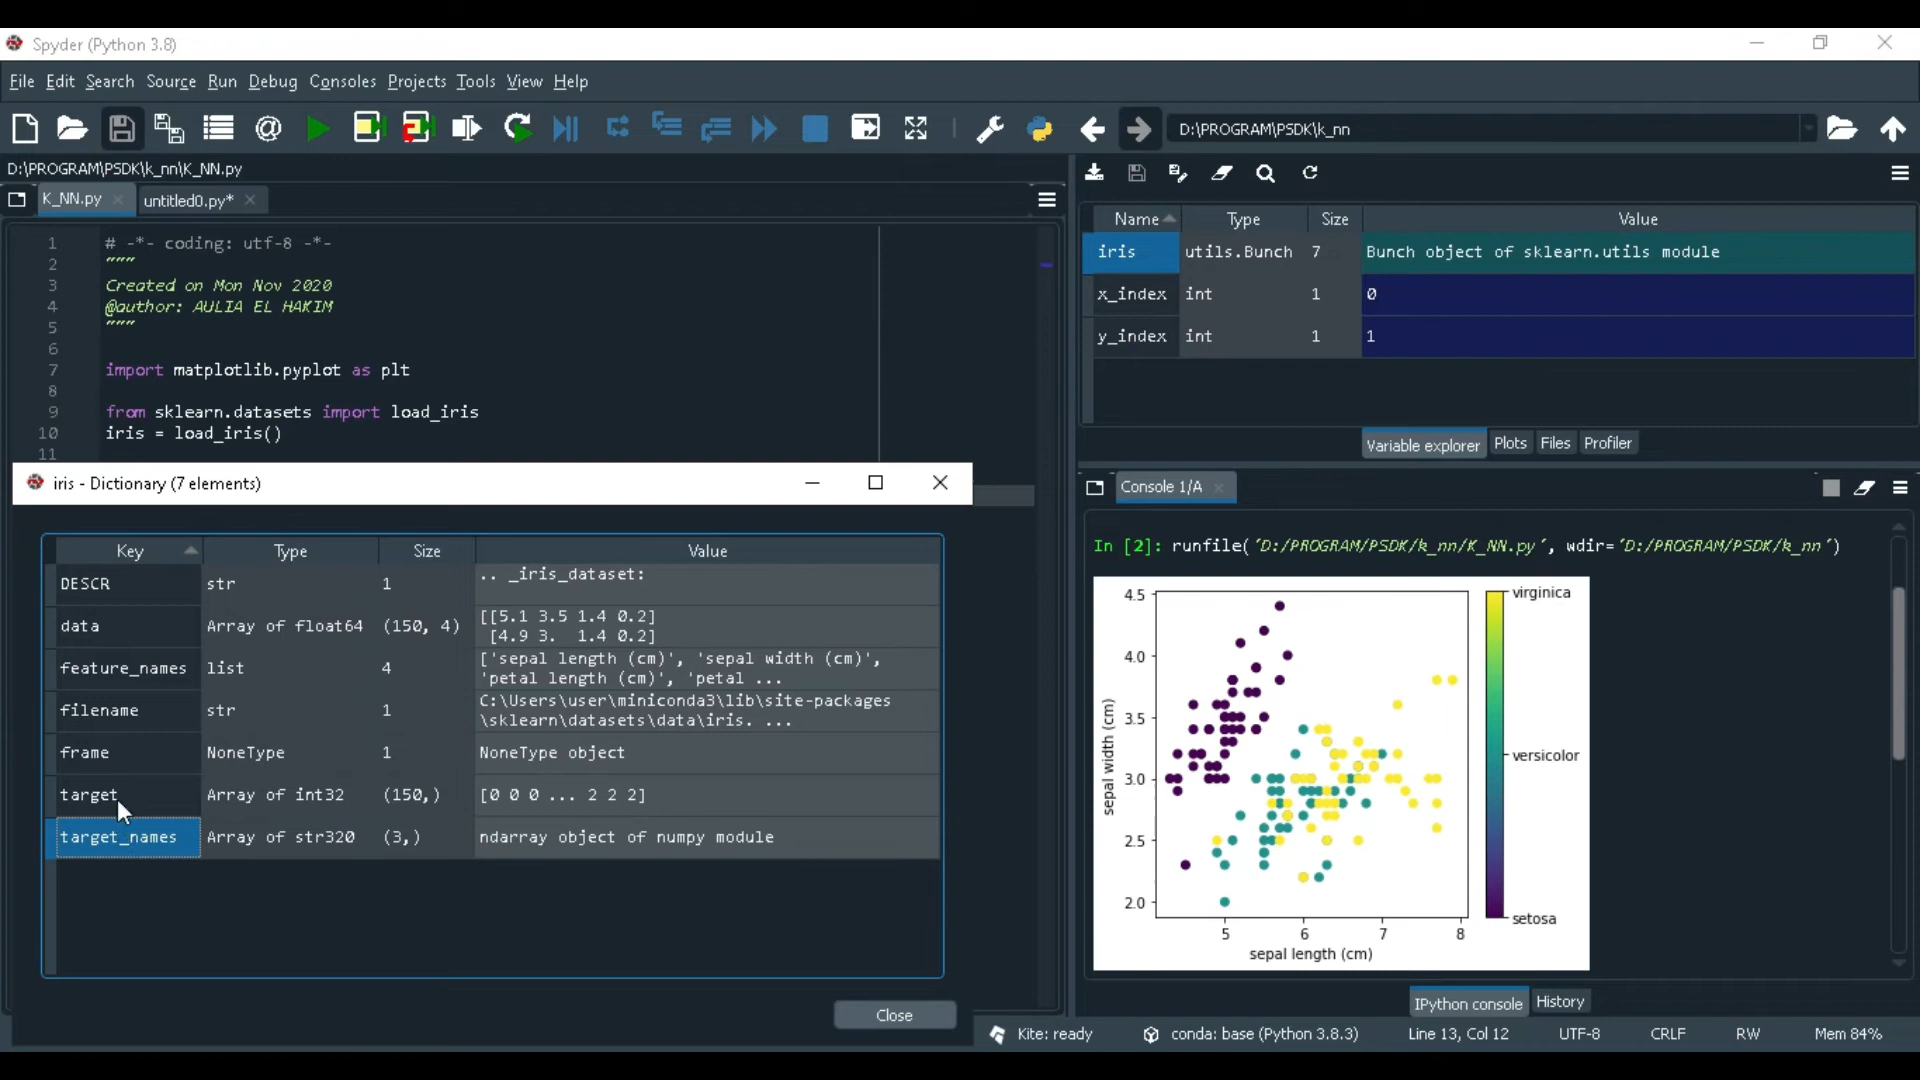 Spyder (Python 3.8)
File Edit Search Source Run Debug Consoles Projects Tools View Help
D:\PROGRAM\PSDK\k_nn
D:\PROGRAM\PSDK\k_nn\K_NN.py
K_NN.py
untitled0.py*
1 # -*- coding: utf-8 -*-
2 """
3 Created on Mon Nov 2020
4 @author: AULIA EL HAKIM
5 """
6
7 import matplotlib.pyplot as plt
8
9 from sklearn.datasets import load_iris
10 iris = load_iris()
11
iris - Dictionary (7 elements)
Key Type Size Value
DESCR str 1 .. _iris_dataset:
data Array of float64 (150, 4) [[5.1 3.5 1.4 0.2]
[4.9 3. 1.4 0.2]
feature_names list 4 ['sepal length (cm)', 'sepal width (cm)',
'petal length (cm)', 'petal ...
filename str 1 C:\Users\user\miniconda3\lib\site-packages
\sklearn\datasets\data\iris. ...
frame NoneType 1 NoneType object
target Array of int32 (150,) [0 0 0 ... 2 2 2]
target_names Array of str320 (3,) ndarray object of numpy module
Close
Name Type Size Value
iris utils.Bunch 7 Bunch object of sklearn.utils module
x_index int 1 0
y_index int 1 1
Variable explorer Plots Files Profiler
Console 1/A
In [2]: runfile('D:/PROGRAM/PSDK/k_nn/K_NN.py', wdir='D:/PROGRAM/PSDK/k_nn')
4.5
4.0
3.5
3.0
2.5
2.0
sepal width (cm)
5 6 7 8
sepal length (cm)
virginica
versicolor
setosa
IPython console History
Kite: ready conda: base (Python 3.8.3) Line 13, Col 12 UTF-8 CRLF RW Mem 84%